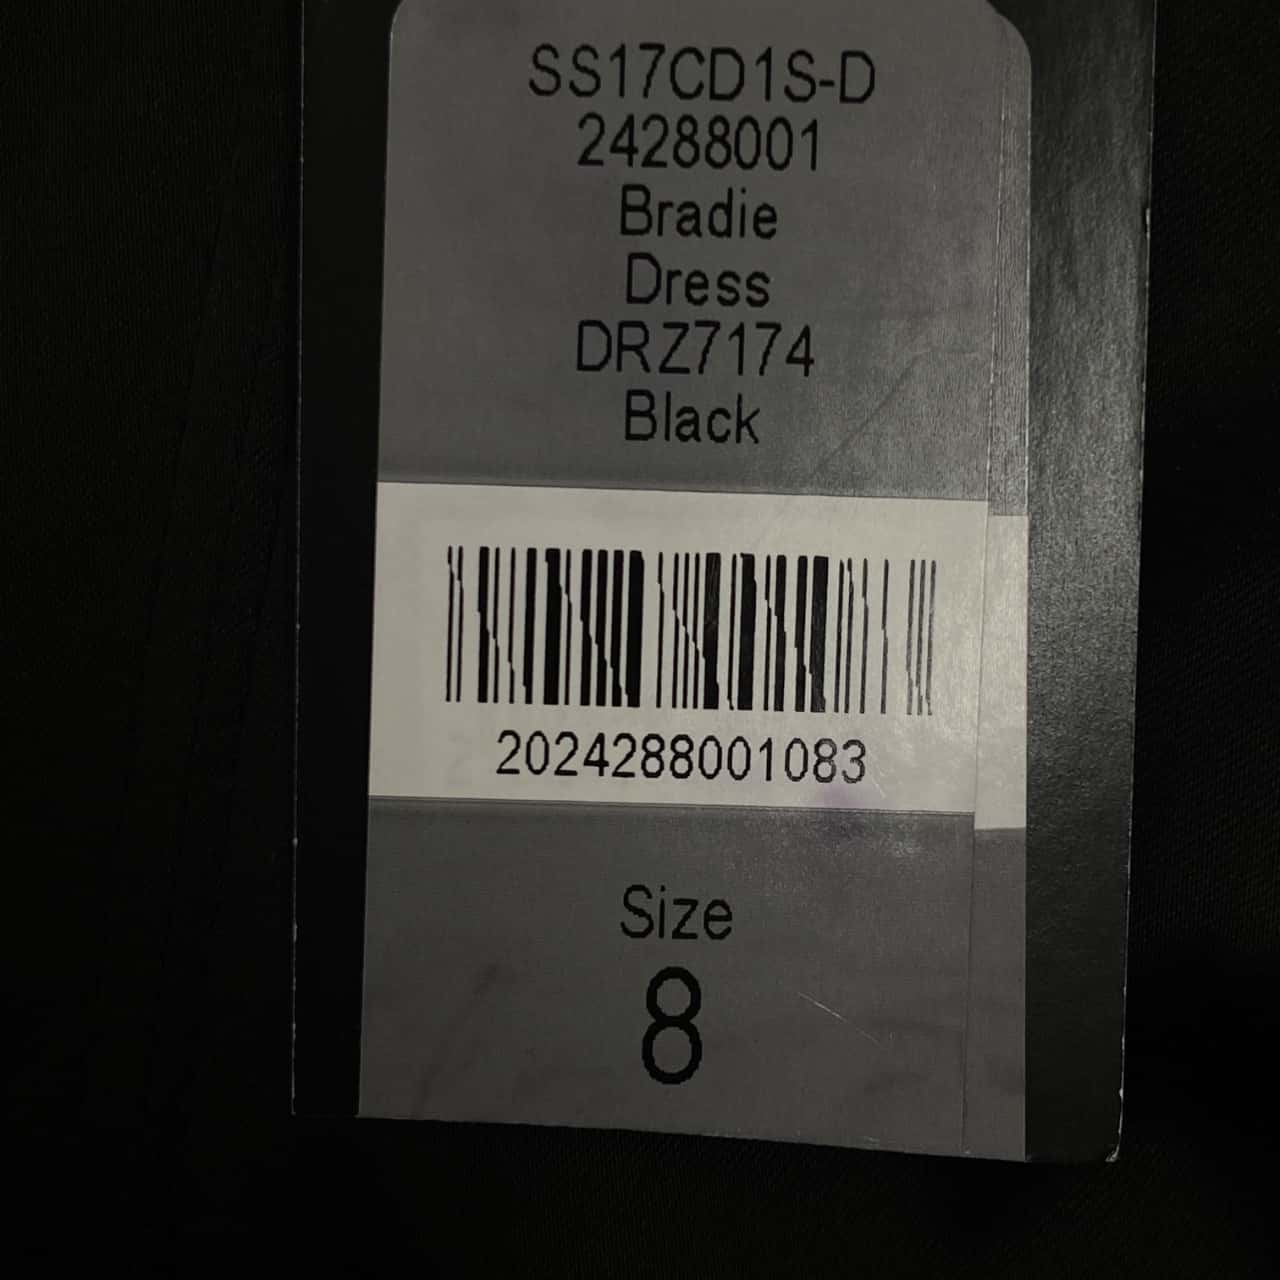 SS17CD1S-D
24288001
Bradie
Dress
DRZ7174
Black
2024288001083
Size
8